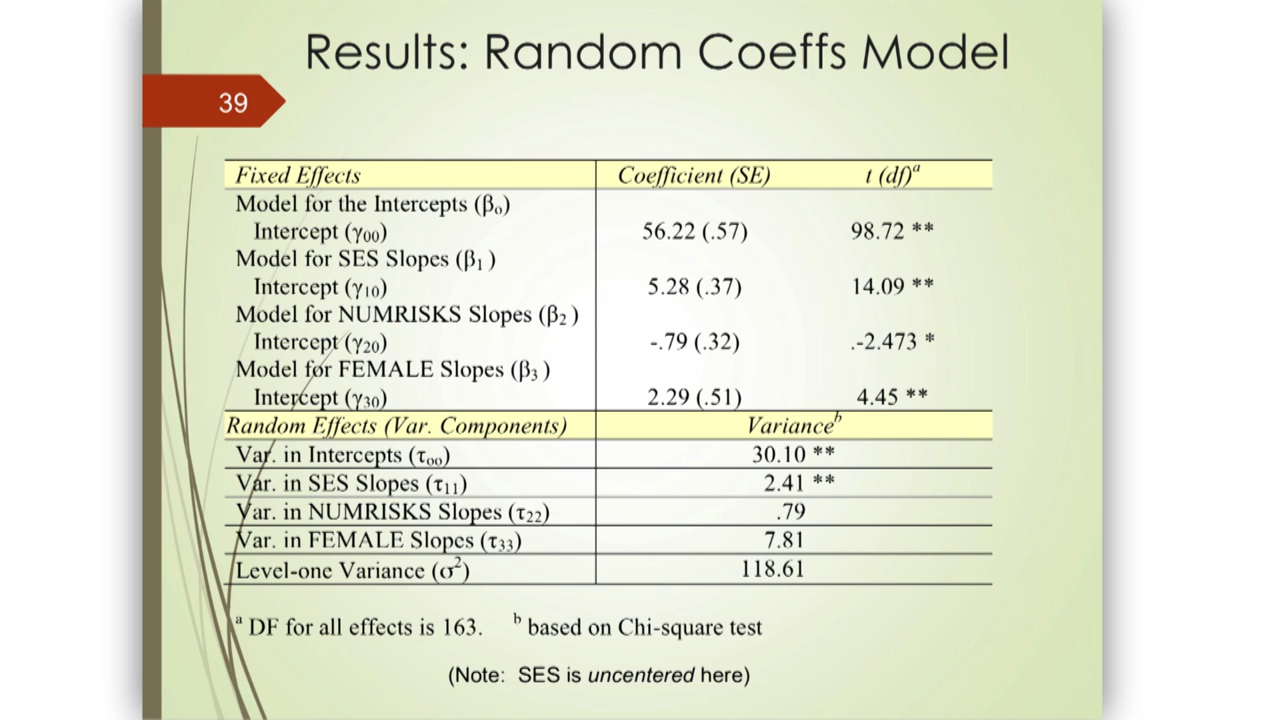 Results: Random Coeffs Model
39
Fixed Effects Coefficient (SE) t (df)ᵃ
Model for the Intercepts (βₒ)
Intercept (γ₀₀) 56.22 (.57) 98.72 **
Model for SES Slopes (β₁ )
Intercept (γ₁₀) 5.28 (.37) 14.09 **
Model for NUMRISKS Slopes (β₂ )
Intercept (γ₂₀) -.79 (.32) .-2.473 *
Model for FEMALE Slopes (β₃ )
Intercept (γ₃₀) 2.29 (.51) 4.45 **
Random Effects (Var. Components) Varianceᵇ
Var. in Intercepts (τₒₒ) 30.10 **
Var. in SES Slopes (τ₁₁) 2.41 **
Var. in NUMRISKS Slopes (τ₂₂) .79
Var. in FEMALE Slopes (τ₃₃) 7.81
Level-one Variance (σ²) 118.61
ᵃ DF for all effects is 163. ᵇ based on Chi-square test
(Note: SES is uncentered here)